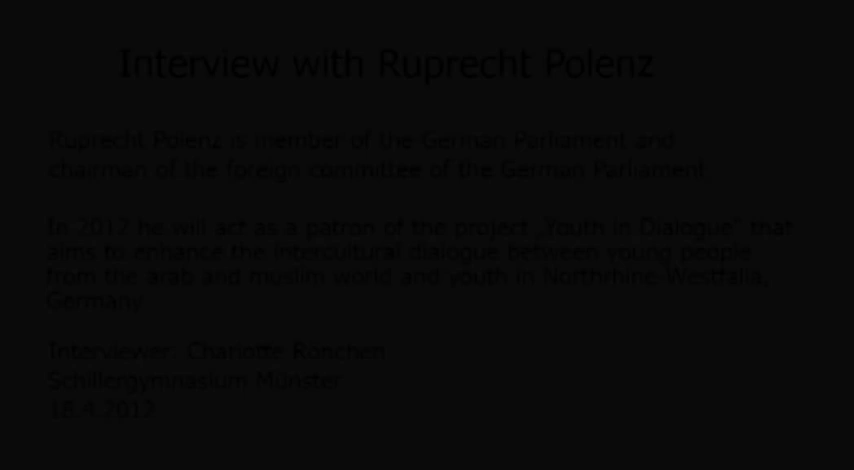 Interview with Ruprecht Polenz
Ruprecht Polenz is member of the German Parliament and
chairman of the foreign committee of the German Parliament.
In 2012 he will act as a patron of the project „Youth in Dialogue" that
aims to enhance the intercultural dialogue between young people
from the arab and muslim world and youth in Northrhine-Westfalia,
Germany.
Interviewer: Charlotte Rönchen
Schillergymnasium Münster
18.4.2012